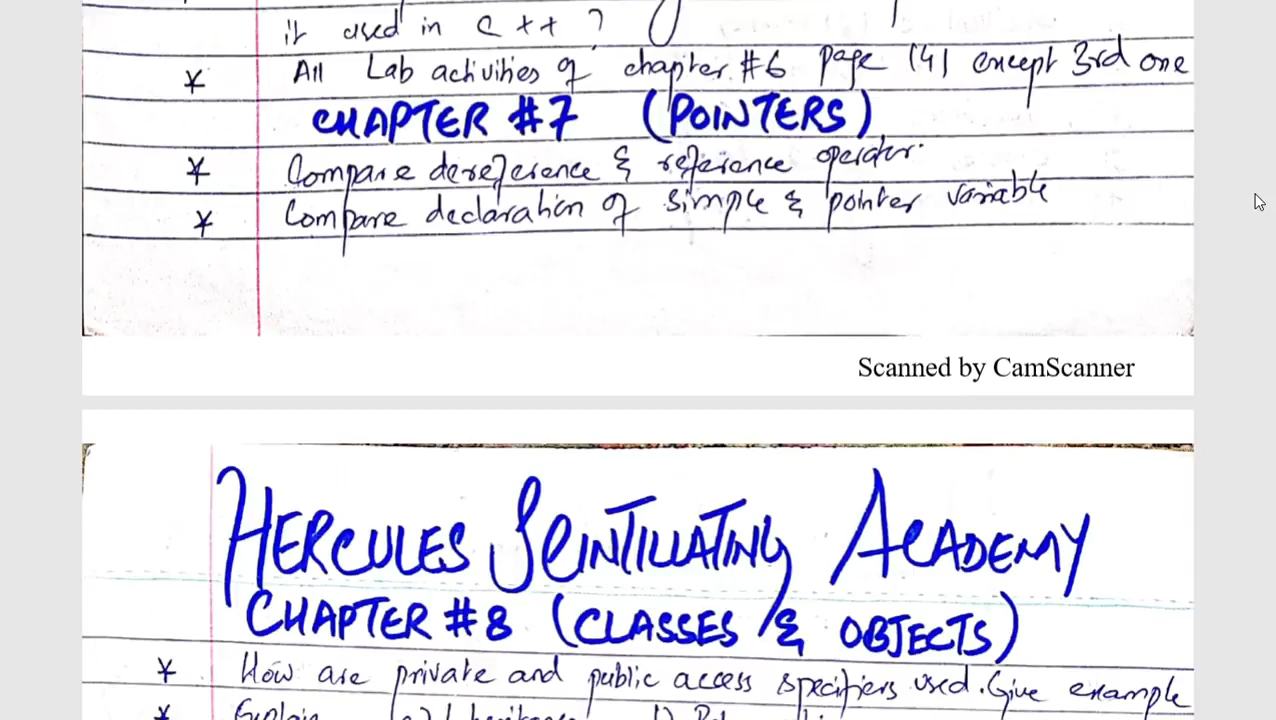 it used in C++ ?
* All Lab activities of chapter #6 page 141 except 3rd one
CHAPTER #7 (POINTERS)
* Compare dereference & reference operator.
* Compare declaration of simple & pointer variable
Scanned by CamScanner
HERCULES SCINTILLATING ACADEMY
CHAPTER #8 (CLASSES & OBJECTS)
* How are private and public access specifiers used. Give example
* Explain